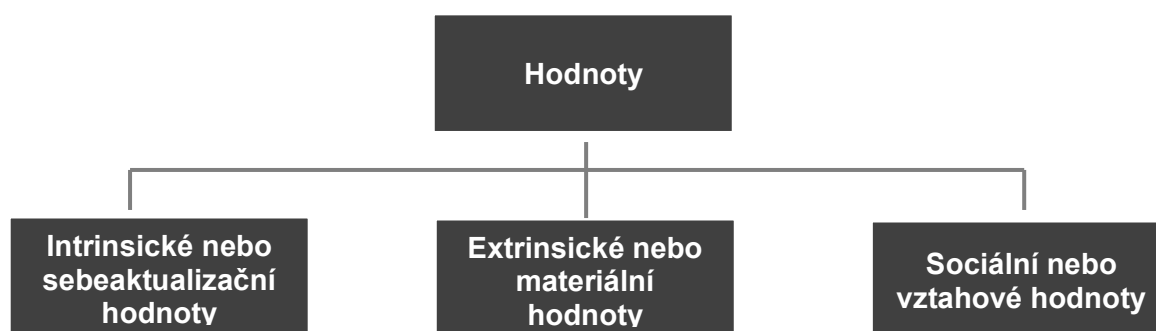 Hodnoty
Intrinsické nebo
sebeaktualizační
hodnoty
Extrinsické nebo
materiální
hodnoty
Sociální nebo
vztahové hodnoty